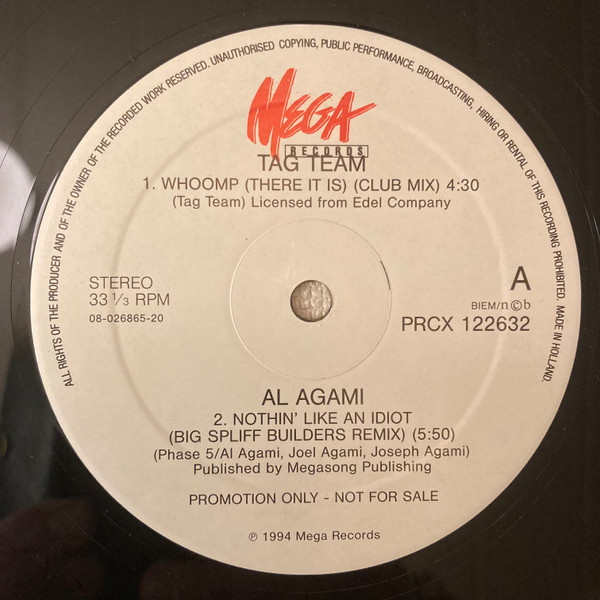 ALL RIGHTS OF THE PRODUCER AND OF THE OWNER OF THE RECORDED WORK RESERVED. UNAUTHORISED COPYING, PUBLIC PERFORMANCE, BROADCASTING, HIRING OR RENTAL OF THIS RECORDING PROHIBITED. MADE IN HOLLAND.
MEGA
RECORDS
TAG TEAM
1. WHOOMP (THERE IT IS) (CLUB MIX) 4:30
(Tag Team) Licensed from Edel Company
STEREO
33 1/3 RPM
08-026865-20
A
BIEM/n©b
PRCX 122632
AL AGAMI
2. NOTHIN' LIKE AN IDIOT
(BIG SPLIFF BUILDERS REMIX) (5:50)
(Phase 5/Al Agami, Joel Agami, Joseph Agami)
Published by Megasong Publishing
PROMOTION ONLY - NOT FOR SALE
℗ 1994 Mega Records